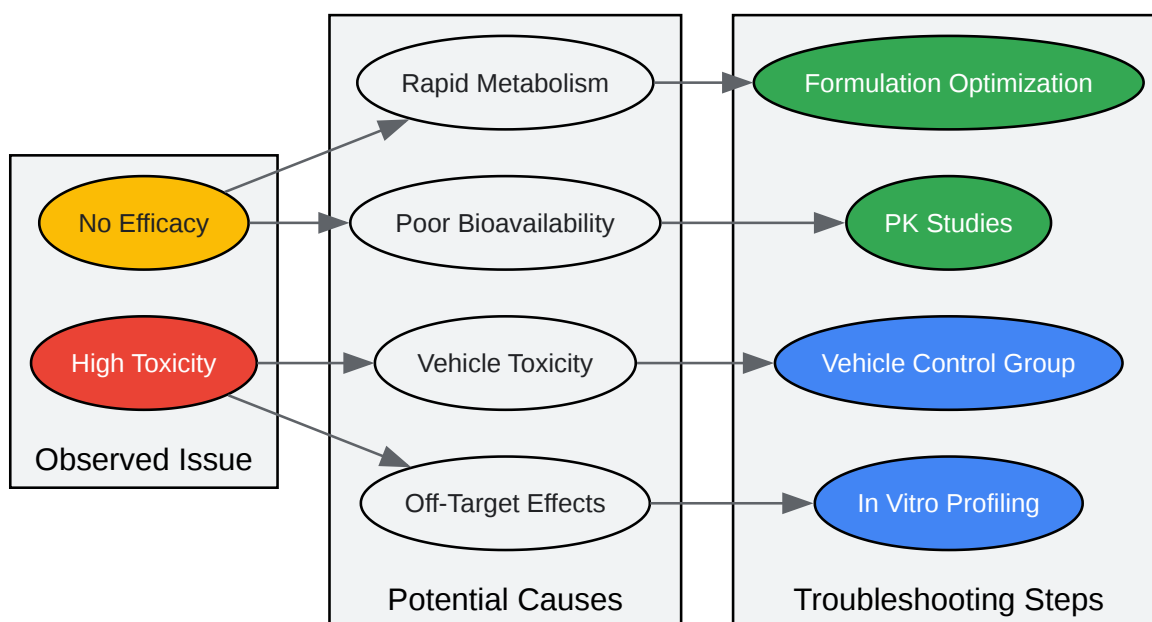 Rapid Metabolism
Formulation Optimization
No Efficacy
Poor Bioavailability
PK Studies
High Toxicity
Vehicle Toxicity
Vehicle Control Group
Observed Issue
Off-Target Effects
In Vitro Profiling
Potential Causes
Troubleshooting Steps